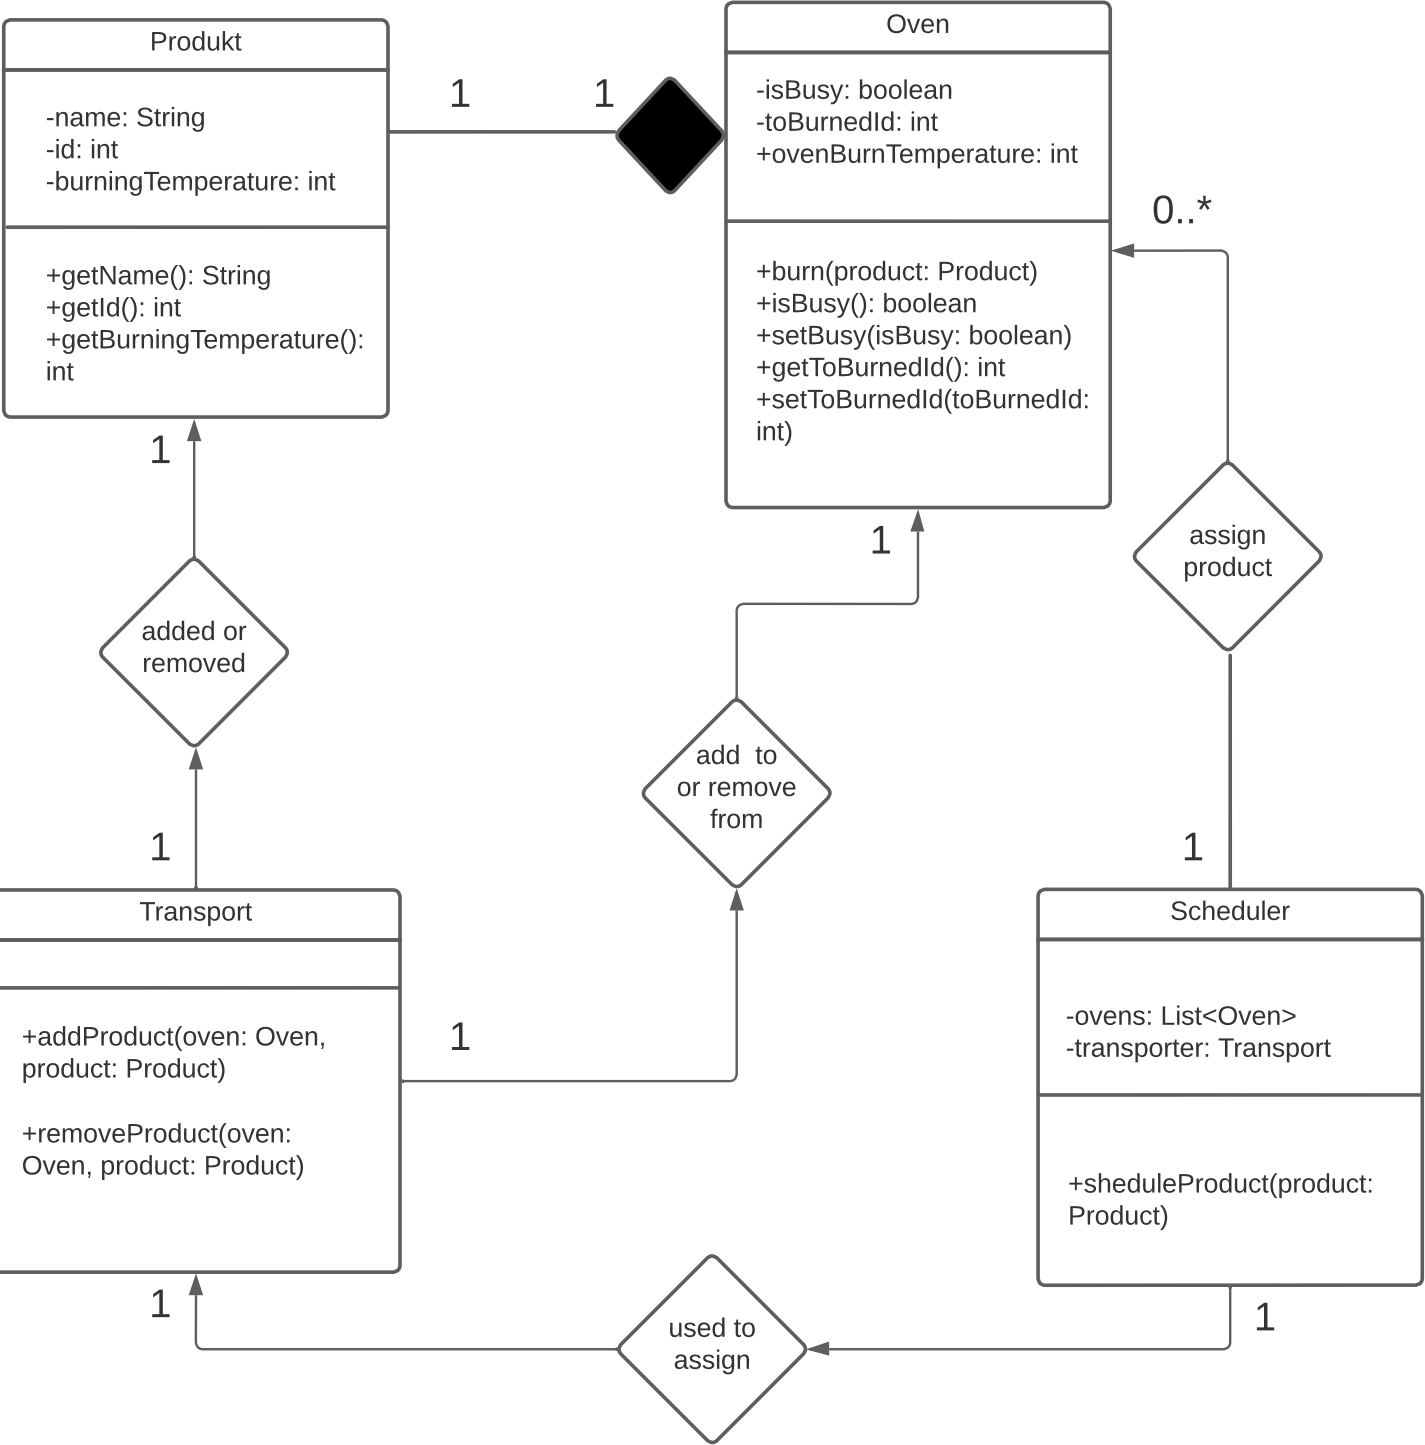 Produkt
-name: String
-id: int
-burningTemperature: int
+getName(): String
+getId(): int
+getBurningTemperature():
int
1
1
Oven
-isBusy: boolean
-toBurnedId: int
+ovenBurnTemperature: int
+burn(product: Product)
+isBusy(): boolean
+setBusy(isBusy: boolean)
+getToBurnedId(): int
+setToBurnedId(toBurnedId:
int)
0..*
1
1
assign
product
added or
removed
add  to
or remove
from
1
1
Transport
+addProduct(oven: Oven,
product: Product)
+removeProduct(oven:
Oven, product: Product)
1
Scheduler
-ovens: List<Oven>
-transporter: Transport
+sheduleProduct(product:
Product)
1
used to
assign
1